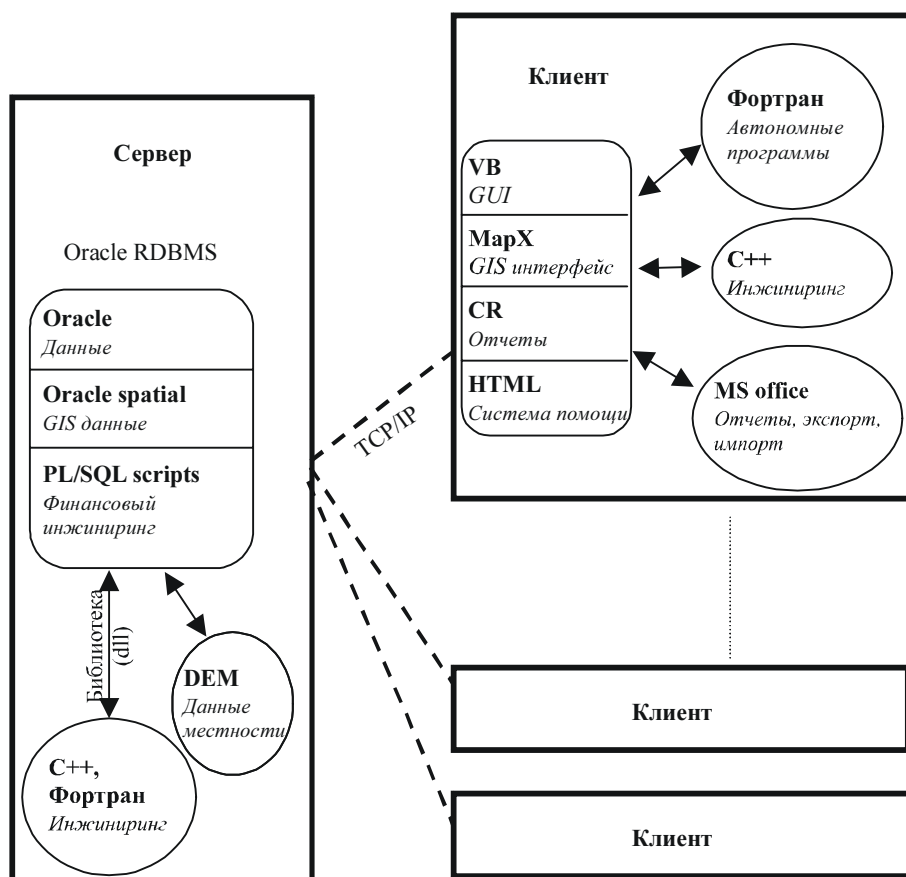 Сервер
Oracle RDBMS
Oracle
Данные
Oracle spatial
GIS данные
PL/SQL scripts
Финансовый
инжиниринг
Библиотека
(dll)
DEM
Данные
местности
C++,
Фортран
Инжиниринг
TCP/IP
Клиент
VB
GUI
MapX
GIS интерфейс
CR
Отчеты
HTML
Система помощи
Фортран
Автономные
программы
C++
Инжиниринг
MS office
Отчеты, экспорт,
импорт
Клиент
Клиент